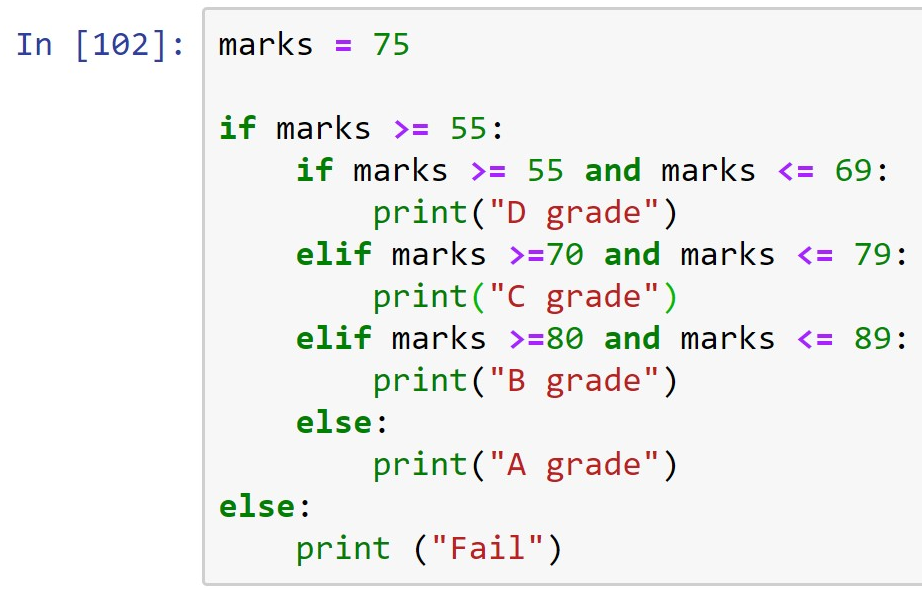 In [102]: marks = 75
if marks >= 55:
    if marks >= 55 and marks <= 69:
        print("D grade")
    elif marks >=70 and marks <= 79:
        print("C grade")
    elif marks >=80 and marks <= 89:
        print("B grade")
    else:
        print("A grade")
else:
    print ("Fail")